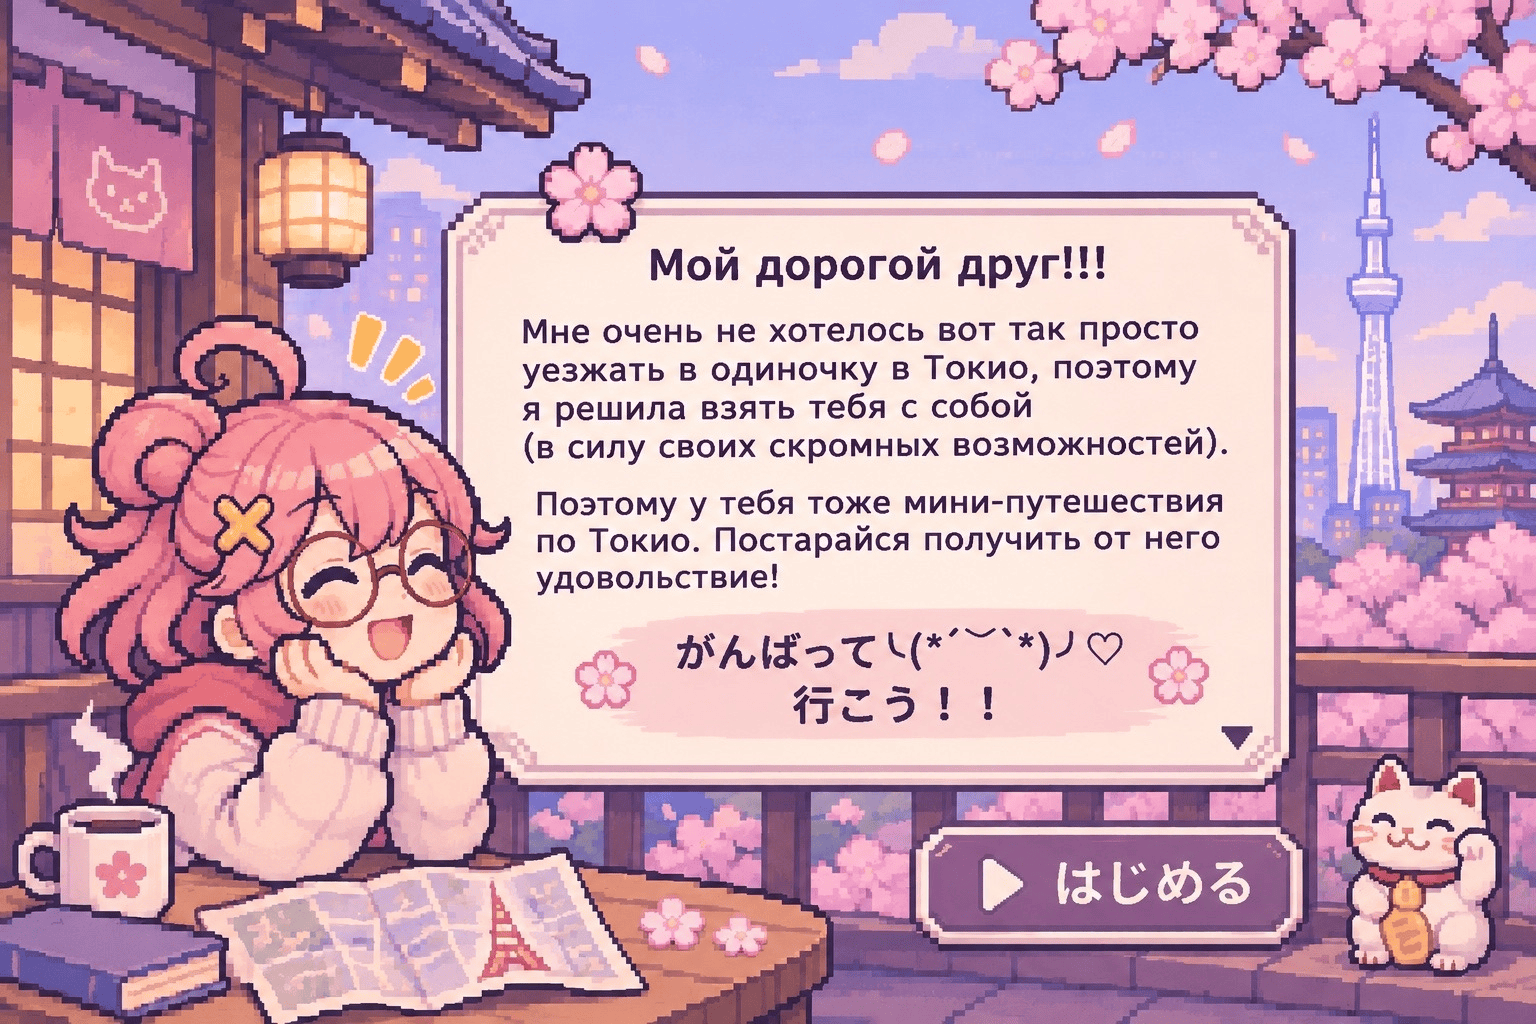 Мой дорогой друг!!!
Мне очень не хотелось вот так просто
уезжать в одиночку в Токио, поэтому
я решила взять тебя с собой
(в силу своих скромных возможностей).
Поэтому у тебя тоже мини-путешествия
по Токио. Постарайся получить от него
удовольствие!
がんばって╰(*´︶`*)╯♡
行こう！！
はじめる